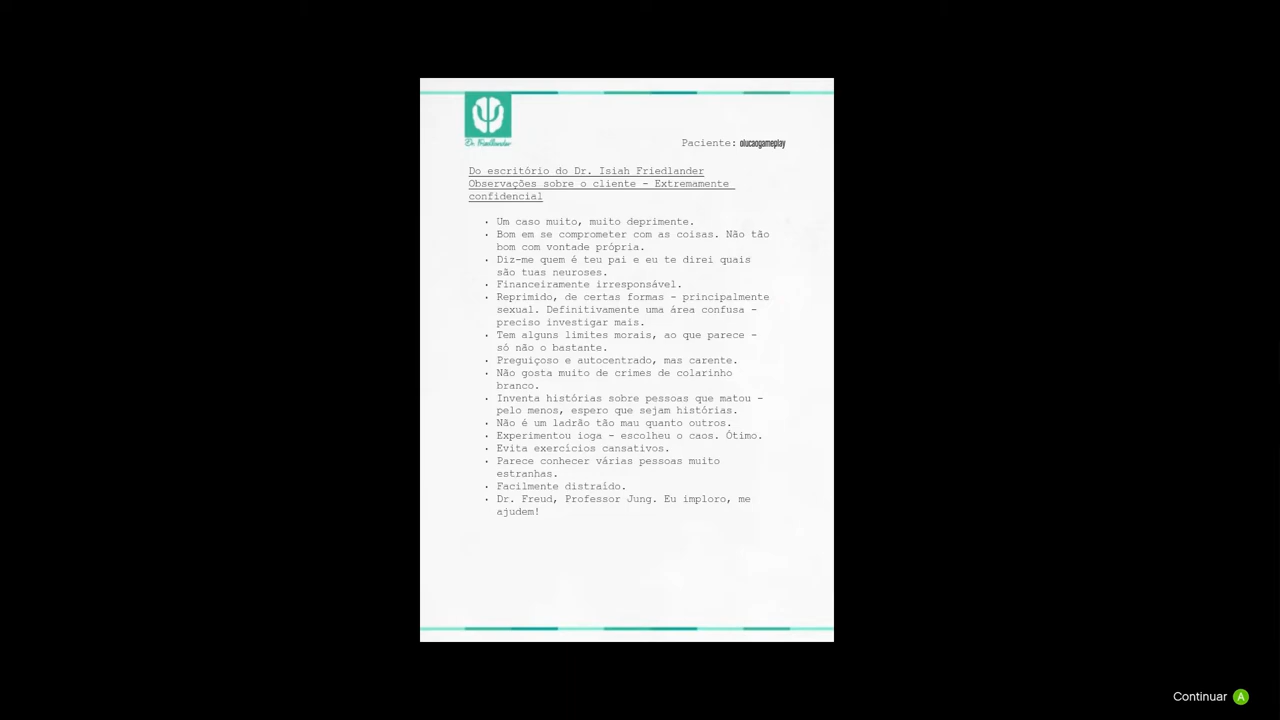 Dr. Friedlander
Paciente: olucaogameplay
Do escritório do Dr. Isiah Friedlander
Observações sobre o cliente - Extremamente
confidencial
• Um caso muito, muito deprimente.
• Bom em se comprometer com as coisas. Não tão
bom com vontade própria.
• Diz-me quem é teu pai e eu te direi quais
são tuas neuroses.
• Financeiramente irresponsável.
• Reprimido, de certas formas - principalmente
sexual. Definitivamente uma área confusa -
preciso investigar mais.
• Tem alguns limites morais, ao que parece -
só não o bastante.
• Preguiçoso e autocentrado, mas carente.
• Não gosta muito de crimes de colarinho
branco.
• Inventa histórias sobre pessoas que matou -
pelo menos, espero que sejam histórias.
• Não é um ladrão tão mau quanto outros.
• Experimentou ioga - escolheu o caos. Ótimo.
• Evita exercícios cansativos.
• Parece conhecer várias pessoas muito
estranhas.
• Facilmente distraído.
• Dr. Freud, Professor Jung. Eu imploro, me
ajudem!
Continuar A